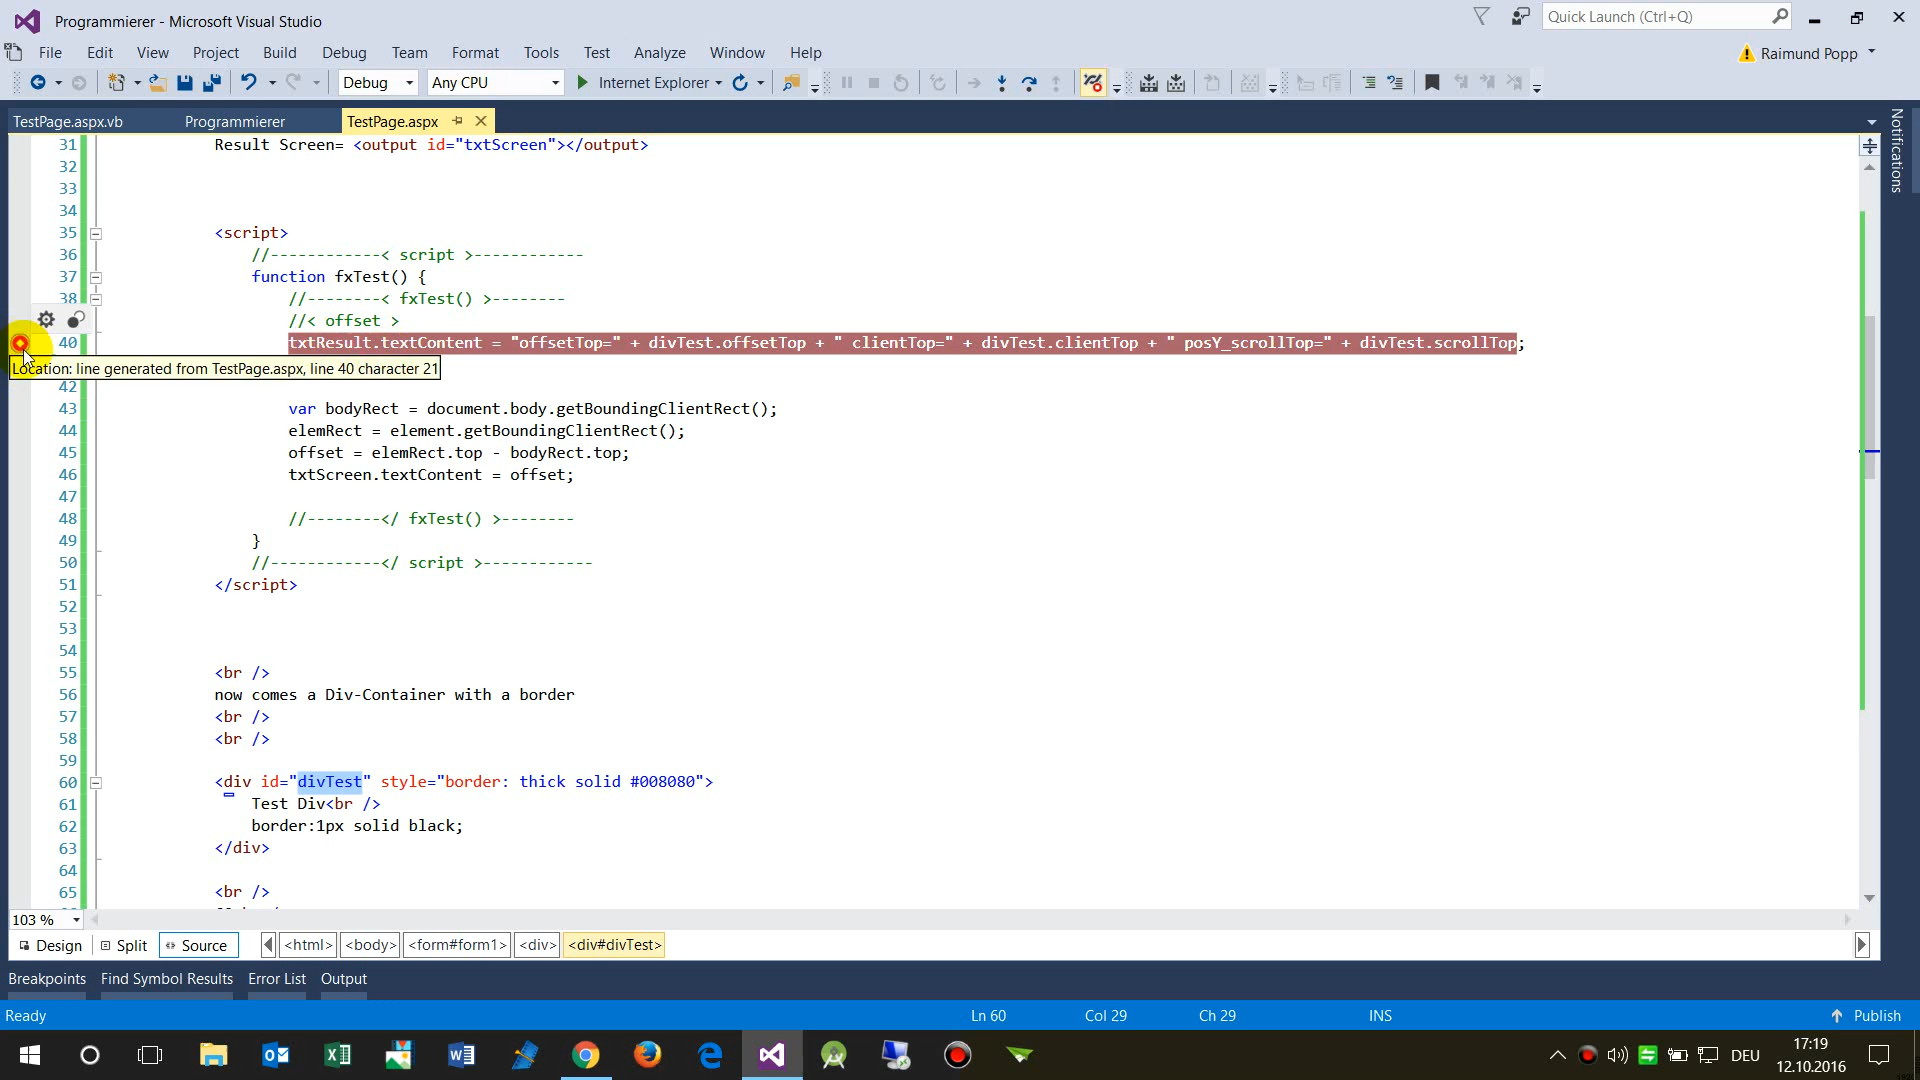 Programmierer - Microsoft Visual Studio
Quick Launch (Ctrl+Q)
File Edit View Project Build Debug Team Format Tools Test Analyze Window Help
Raimund Popp
Debug Any CPU Internet Explorer
TestPage.aspx.vb Programmierer TestPage.aspx
Notifications
31 Result Screen= <output id="txtScreen"></output>
32
33
34
35 <script>
36 //------------< script >------------
37 function fxTest() {
38 //--------< fxTest() >--------
//< offset >
40 txtResult.textContent = "offsetTop=" + divTest.offsetTop + " clientTop=" + divTest.clientTop + " posY_scrollTop=" + divTest.scrollTop;
Location: line generated from TestPage.aspx, line 40 character 21
42
43 var bodyRect = document.body.getBoundingClientRect();
44 elemRect = element.getBoundingClientRect();
45 offset = elemRect.top - bodyRect.top;
46 txtScreen.textContent = offset;
47
48 //--------</ fxTest() >--------
49 }
50 //------------</ script >------------
51 </script>
52
53
54
55 <br />
56 now comes a Div-Container with a border
57 <br />
58 <br />
59
60 <div id="divTest" style="border: thick solid #008080">
61 Test Div<br />
62 border:1px solid black;
63 </div>
64
65 <br />
103 %
Design Split Source <html> <body> <form#form1> <div> <div#divTest>
Breakpoints Find Symbol Results Error List Output
Ready Ln 60 Col 29 Ch 29 INS Publish
DEU
17:19
12.10.2016